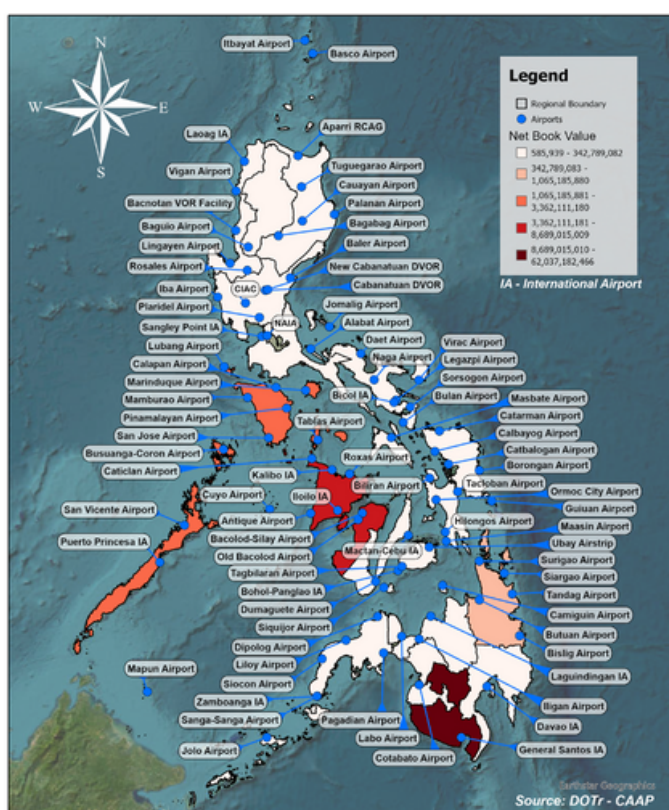 Itbayat Airport
Basco Airport
N
W
E
S
Legend
Regional Boundary
Airports
Net Book Value
585,939 - 342,789,082
342,789,083 -
1,065,185,880
1,065,185,881 -
3,362,111,180
3,362,111,181 -
8,689,015,009
8,689,015,010 -
62,037,182,466
IA - International Airport
Laoag IA
Aparri RCAG
Vigan Airport
Tuguegarao Airport
Cauayan Airport
Bacnotan VOR Facility
Palanan Airport
Baguio Airport
Bagabag Airport
Lingayen Airport
Baler Airport
Rosales Airport
New Cabanatuan DVOR
Iba Airport
CIAC
Cabanatuan DVOR
Plaridel Airport
Jomalig Airport
Sangley Point IA
NAIA
Alabat Airport
Lubang Airport
Daet Airport
Virac Airport
Calapan Airport
Naga Airport
Legazpi Airport
Marinduque Airport
Sorsogon Airport
Mamburao Airport
Bicol IA
Bulan Airport
Masbate Airport
Pinamalayan Airport
Catarman Airport
Tablas Airport
San Jose Airport
Calbayog Airport
Busuanga-Coron Airport
Roxas Airport
Catbalogan Airport
Caticlan Airport
Kalibo IA
Biliran Airport
Borongan Airport
Tacloban Airport
Cuyo Airport
Iloilo IA
Ormoc City Airport
San Vicente Airport
Antique Airport
Guiuan Airport
Bacolod-Silay Airport
Hilongos Airport
Maasin Airport
Puerto Princesa IA
Old Bacolod Airport
Mactan-Cebu IA
Ubay Airstrip
Tagbilaran Airport
Surigao Airport
Bohol-Panglao IA
Siargao Airport
Dumaguete Airport
Tandag Airport
Siquijor Airport
Camiguin Airport
Dipolog Airport
Butuan Airport
Liloy Airport
Bislig Airport
Mapun Airport
Siocon Airport
Laguindingan IA
Zamboanga IA
Iligan Airport
Sanga-Sanga Airport
Pagadian Airport
Davao IA
Jolo Airport
Labo Airport
General Santos IA
Cotabato Airport
Earthstar Geographics
Source: DOTr - CAAP